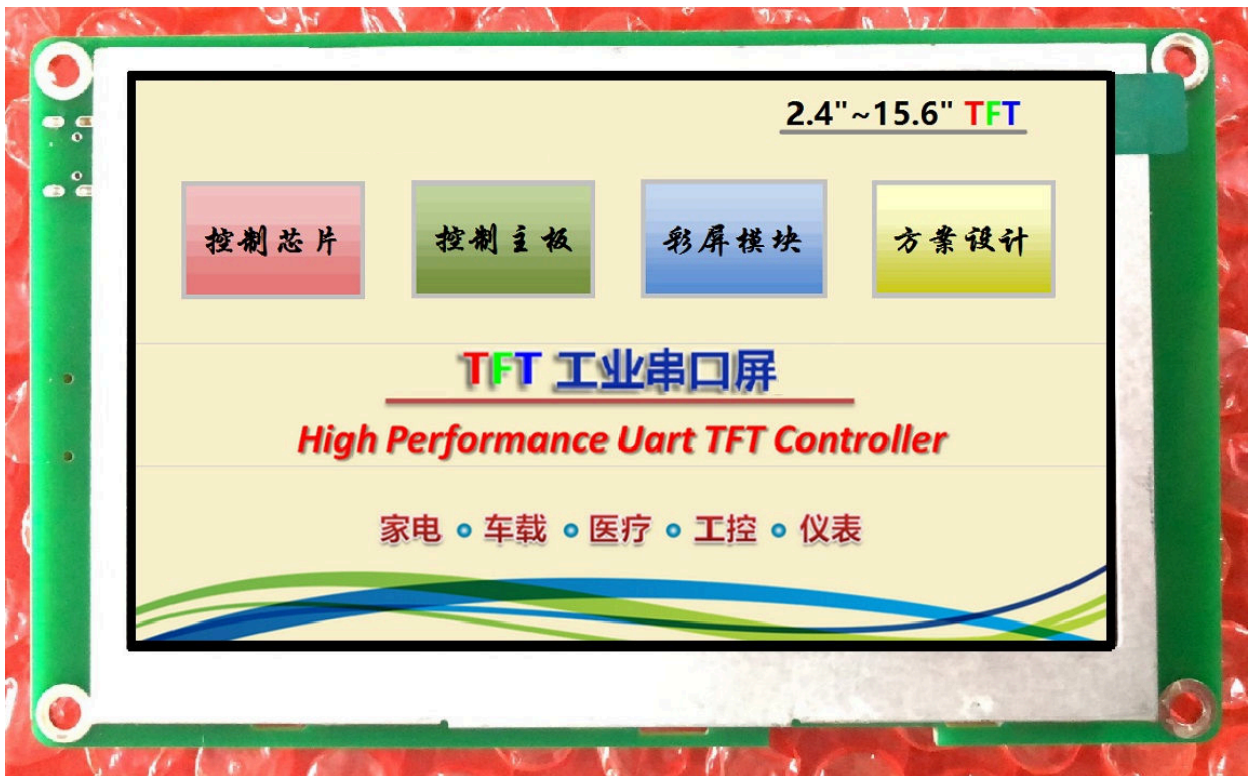 2.4"~15.6" TFT
控制芯片 控制主板 彩屏模块 方案设计
TFT 工业串口屏
High Performance Uart TFT Controller
家电 • 车载 • 医疗 • 工控 • 仪表